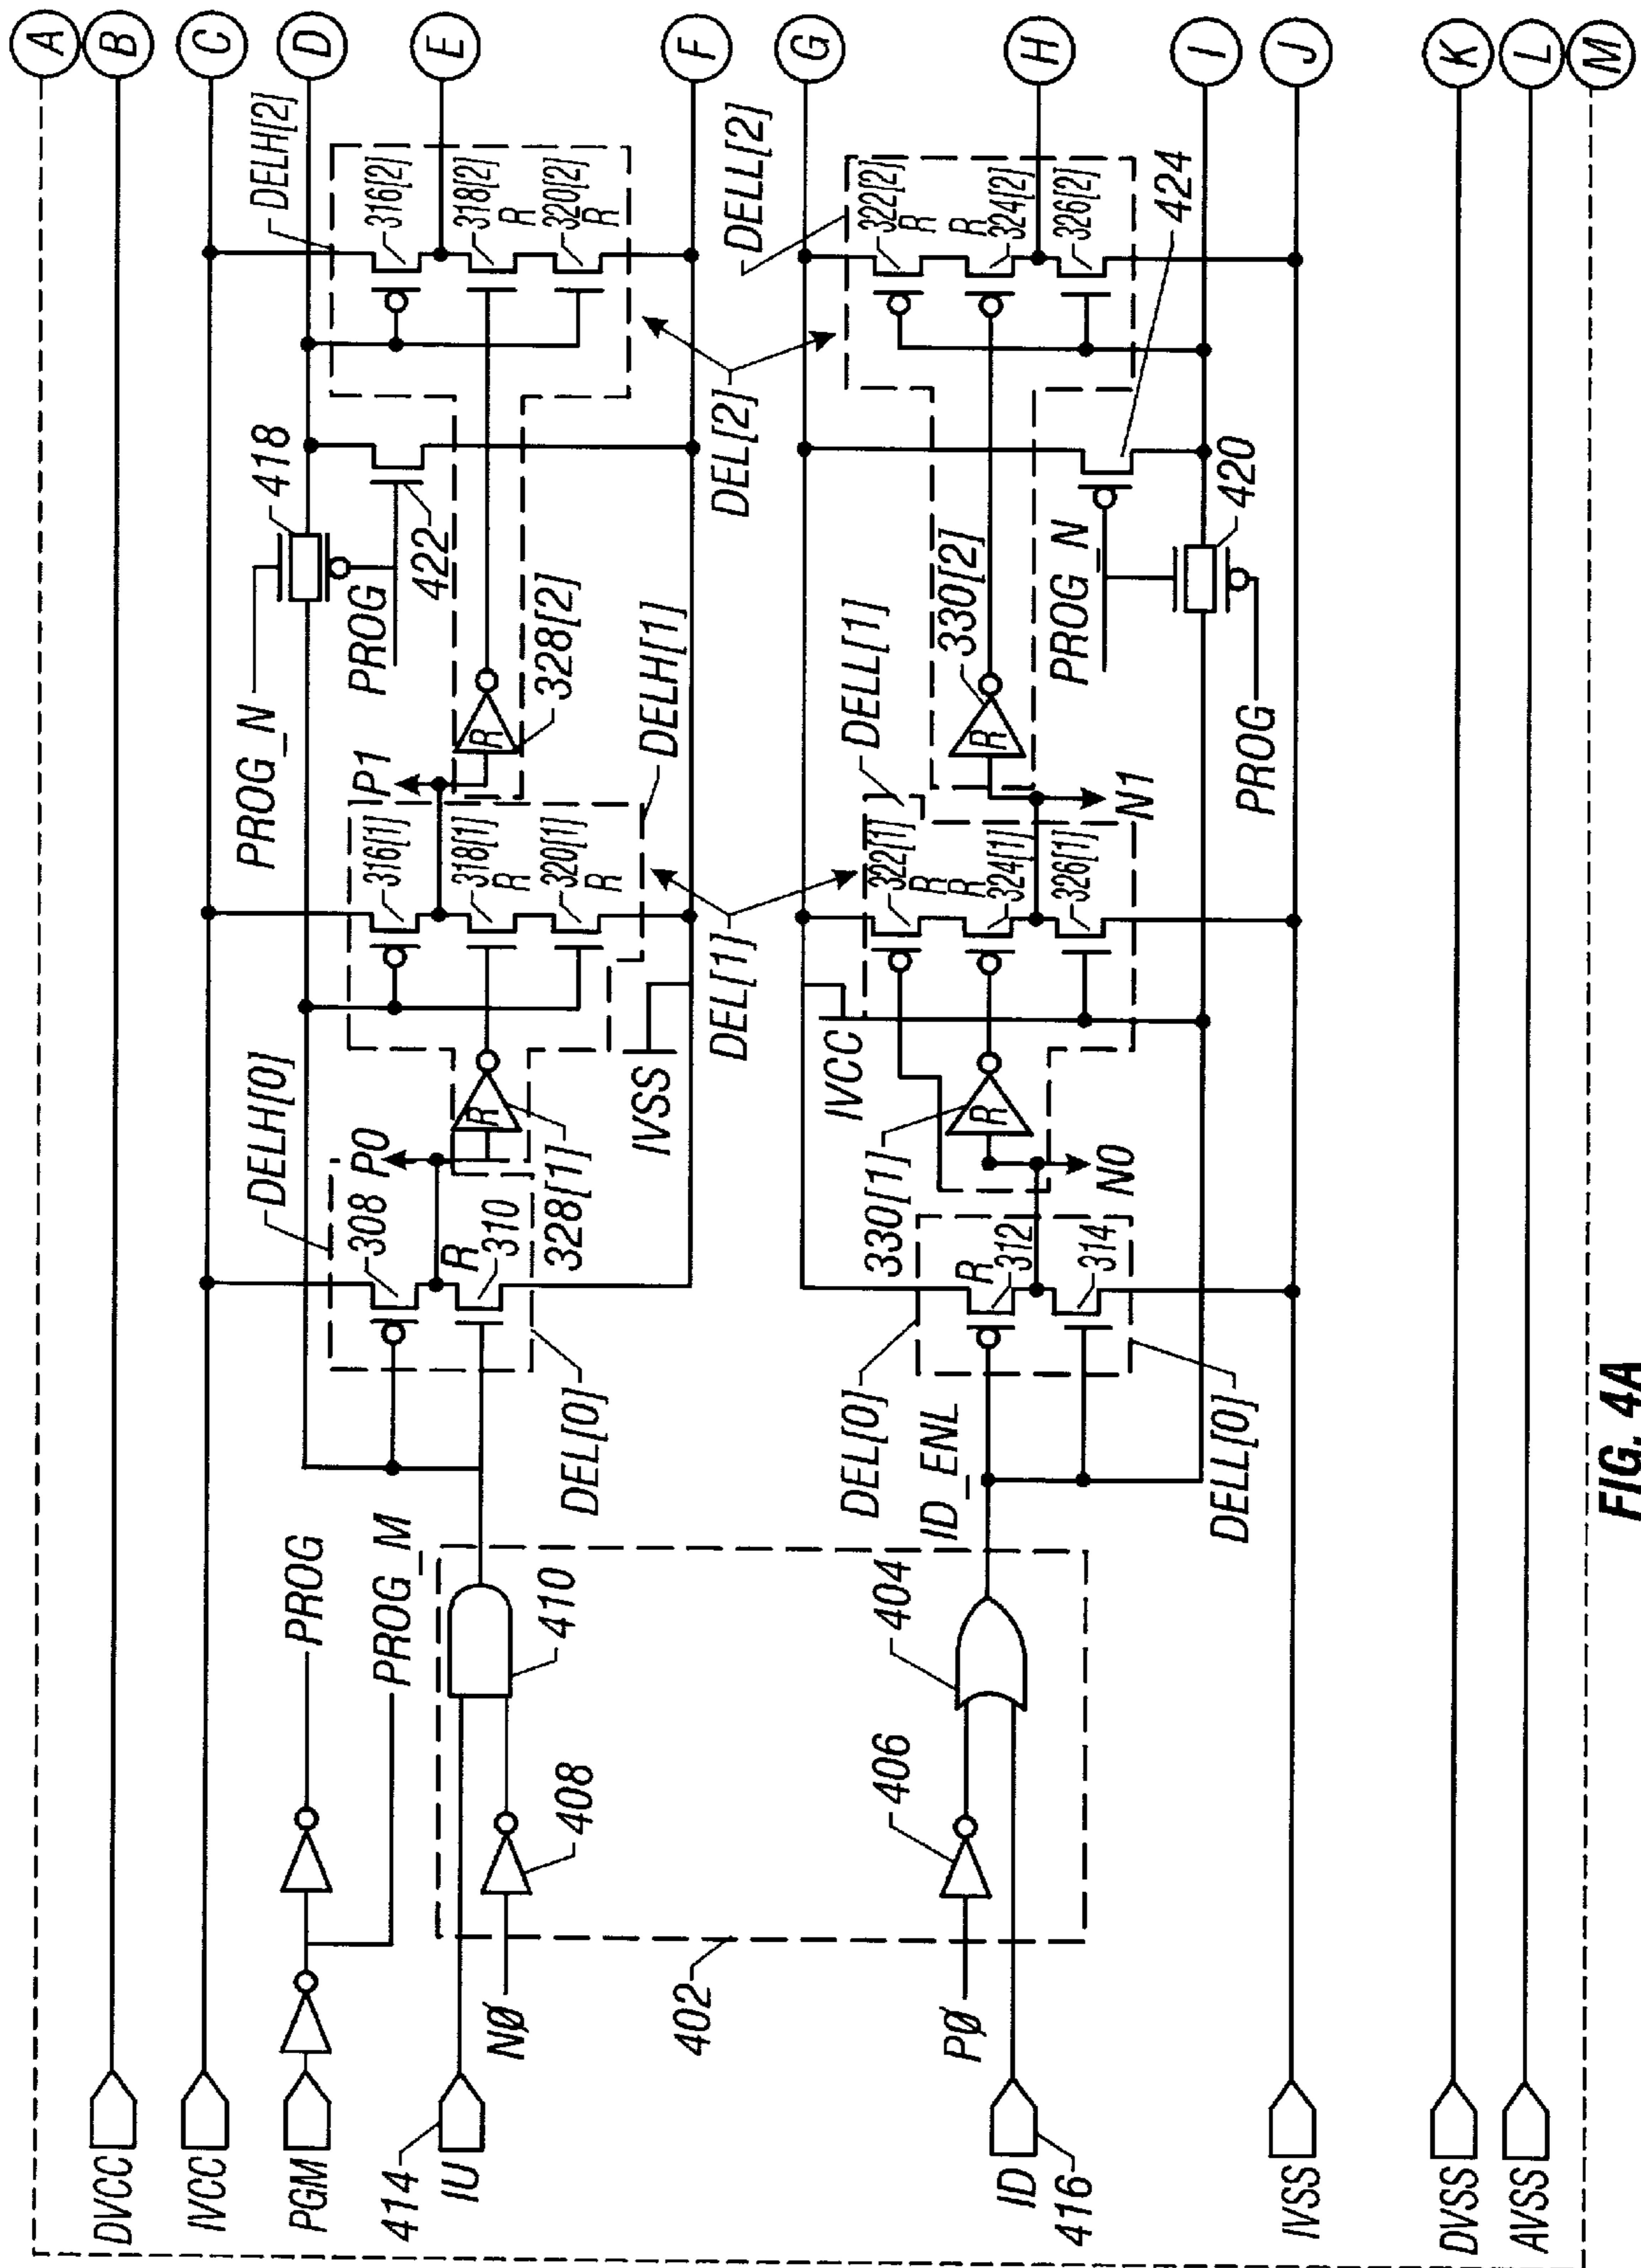 A
DVCC
B
IVCC
C
PGM
PROG
PROG_M
D
DELH[0]
PROG_N
418
DELH[2]
308
P0
316[1]
P1
PROG
316[2]
E
414
IU
410
R
310
318[1]
R
422
318[2]
R
NØ
408
328[1]
320[1]
R
328[2]
320[2]
R
DEL[0]
IVSS
DELH[1]
F
402
DEL[1]
DEL[2]
DELL[2]
G
IVCC
DEL[0]
330[1]
DELL[1]
322[1]
R
322[2]
R
PØ
406
404
ID_ENL
R
312
R
R
324[1]
330[2]
R
R
324[2]
ID
416
314
N0
326[1]
N1
PROG_N
326[2]
H
424
DELL[0]
PROG
420
I
IVSS
J
DVSS
K
AVSS
L
M
R
R
FIG. 4A